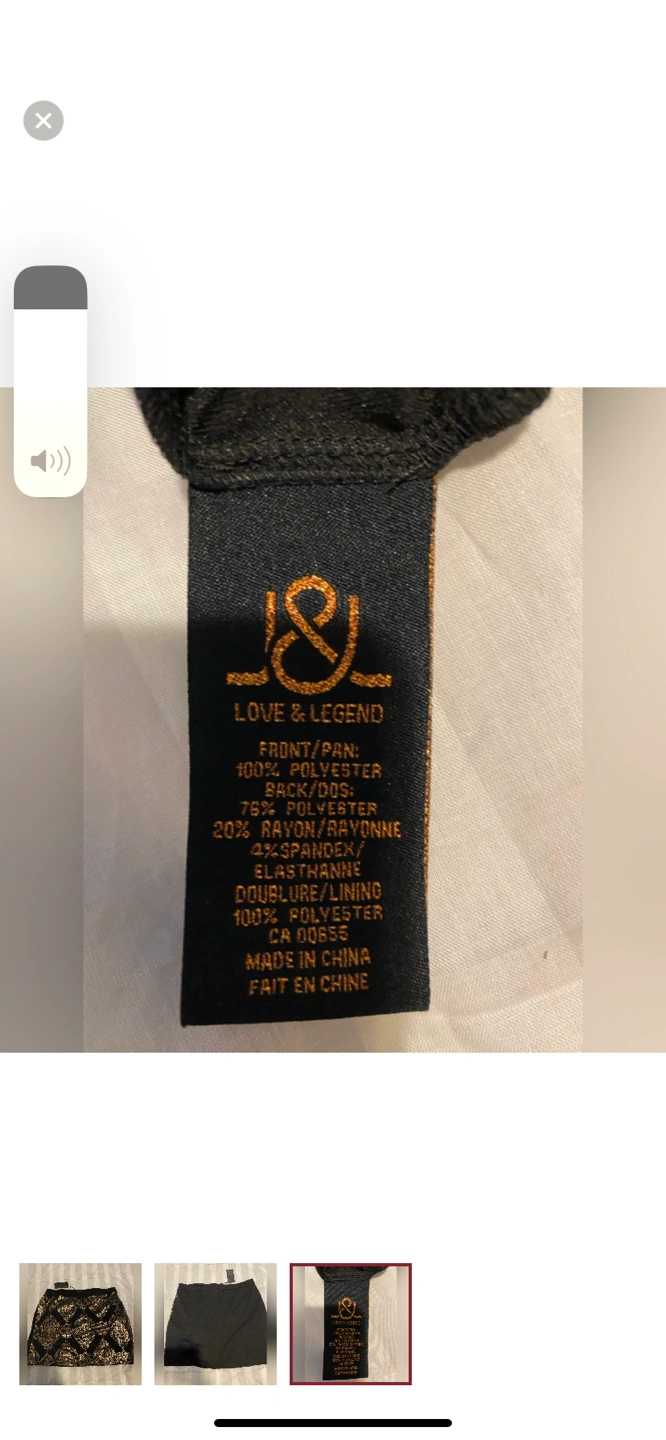 LOVE & LEGEND
FRONT/PAN:
100% POLYESTER
BACK/DOS:
76% POLYESTER
20% RAYON/RAYONNE
4%SPANDEX/
ELASTHANNE
DOUBLURE/LINING
100% POLYESTER
CA 00655
MADE IN CHINA
FAIT EN CHINE